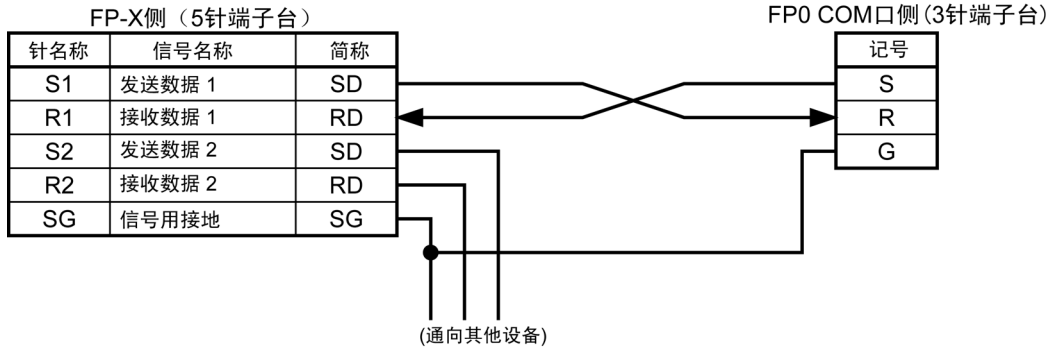 FP-X侧（5针端子台）
FP0 COM口侧(3针端子台)
针名称 信号名称 简称
S1 发送数据 1 SD
R1 接收数据 1 RD
S2 发送数据 2 SD
R2 接收数据 2 RD
SG 信号用接地 SG
记号
S
R
G
(通向其他设备)